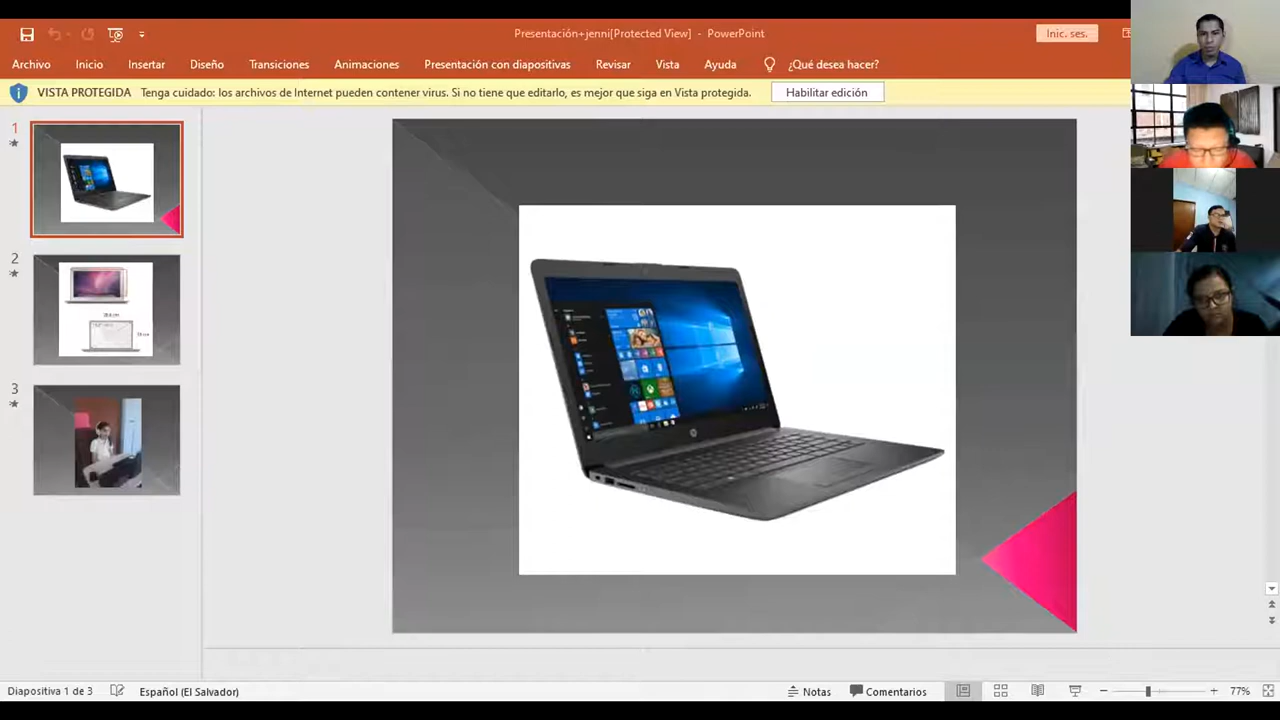 Presentación+jenni[Protected View] - PowerPoint
Inic. ses.
Archivo Inicio Insertar Diseño Transiciones Animaciones Presentación con diapositivas Revisar Vista Ayuda ¿Qué desea hacer?
VISTA PROTEGIDA Tenga cuidado: los archivos de Internet pueden contener virus. Si no tiene que editarlo, es mejor que siga en Vista protegida. Habilitar edición
1
2
3
Diapositiva 1 de 3 Español (El Salvador) Notas Comentarios 77%